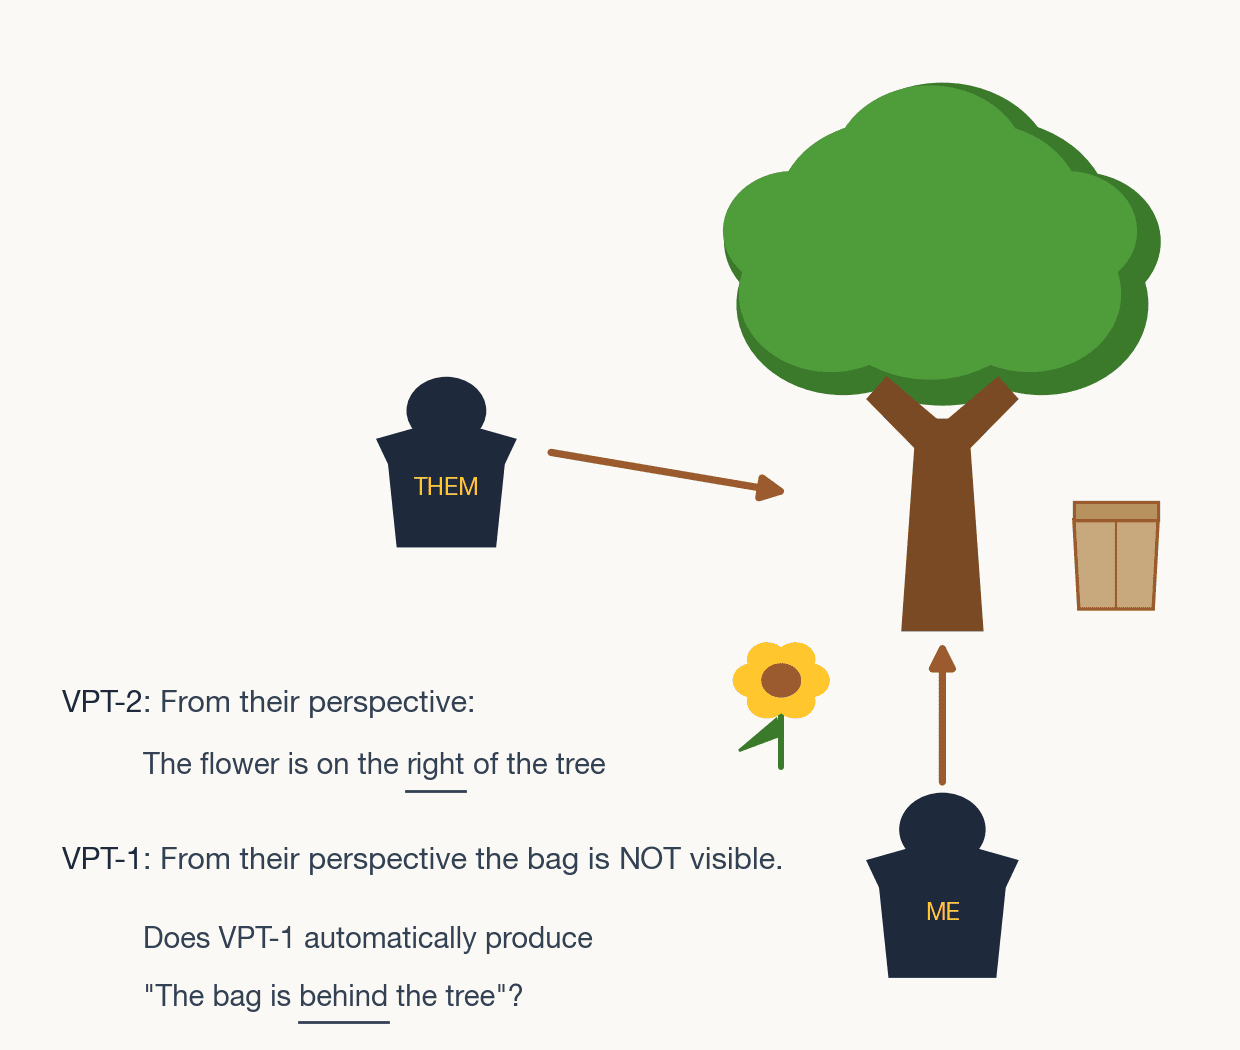 THEM
VPT-2: From their perspective:
The flower is on the right of the tree
VPT-1: From their perspective the bag is NOT visible.
ME
Does VPT-1 automatically produce
"The bag is behind the tree"?